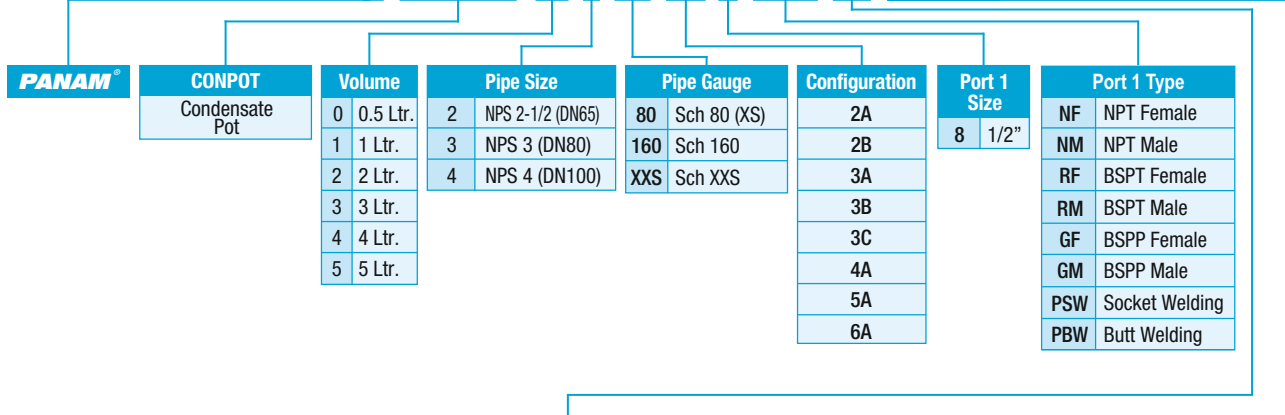 PANAM®
CONPOT
Condensate
Pot
Volume
0 0.5 Ltr.
1 1 Ltr.
2 2 Ltr.
3 3 Ltr.
4 4 Ltr.
5 5 Ltr.
Pipe Size
2 NPS 2-1/2 (DN65)
3 NPS 3 (DN80)
4 NPS 4 (DN100)
Pipe Gauge
80 Sch 80 (XS)
160 Sch 160
XXS Sch XXS
Configuration
2A
2B
3A
3B
3C
4A
5A
6A
Port 1
Size
8 1/2”
Port 1 Type
NF NPT Female
NM NPT Male
RF BSPT Female
RM BSPT Male
GF BSPP Female
GM BSPP Male
PSW Socket Welding
PBW Butt Welding